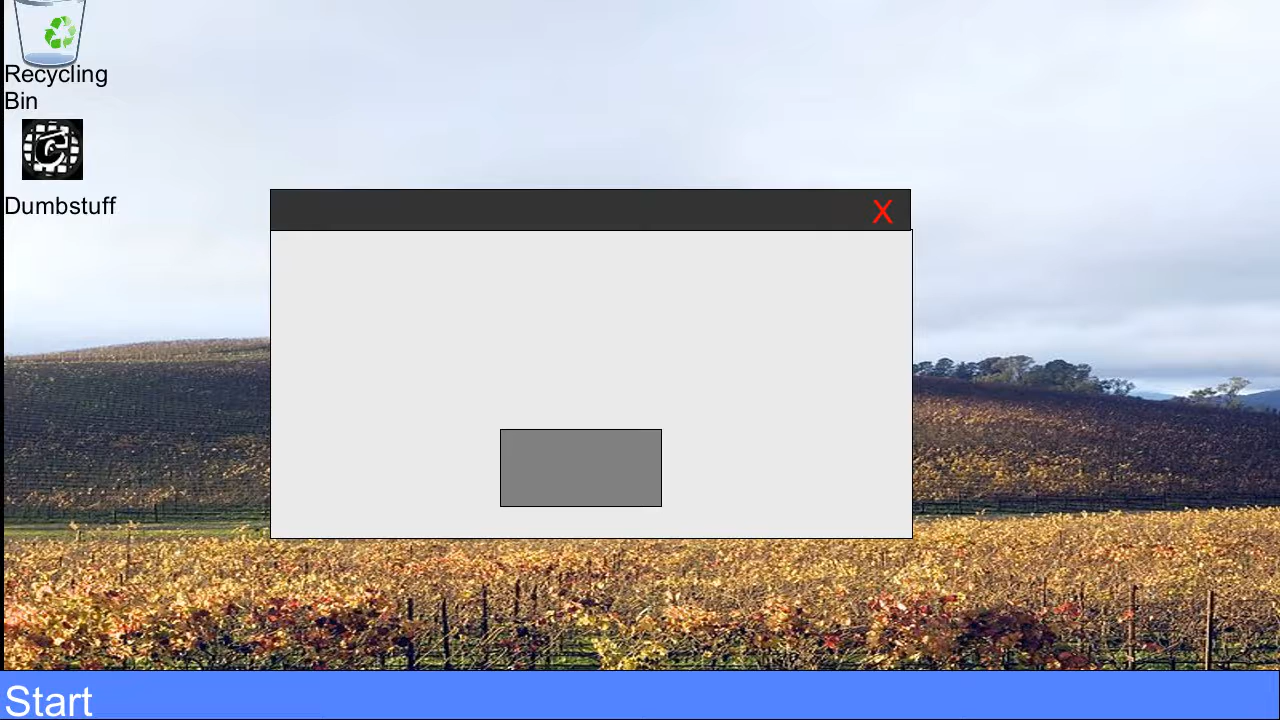 Recycling
Bin
Dumbstuff
X
Start